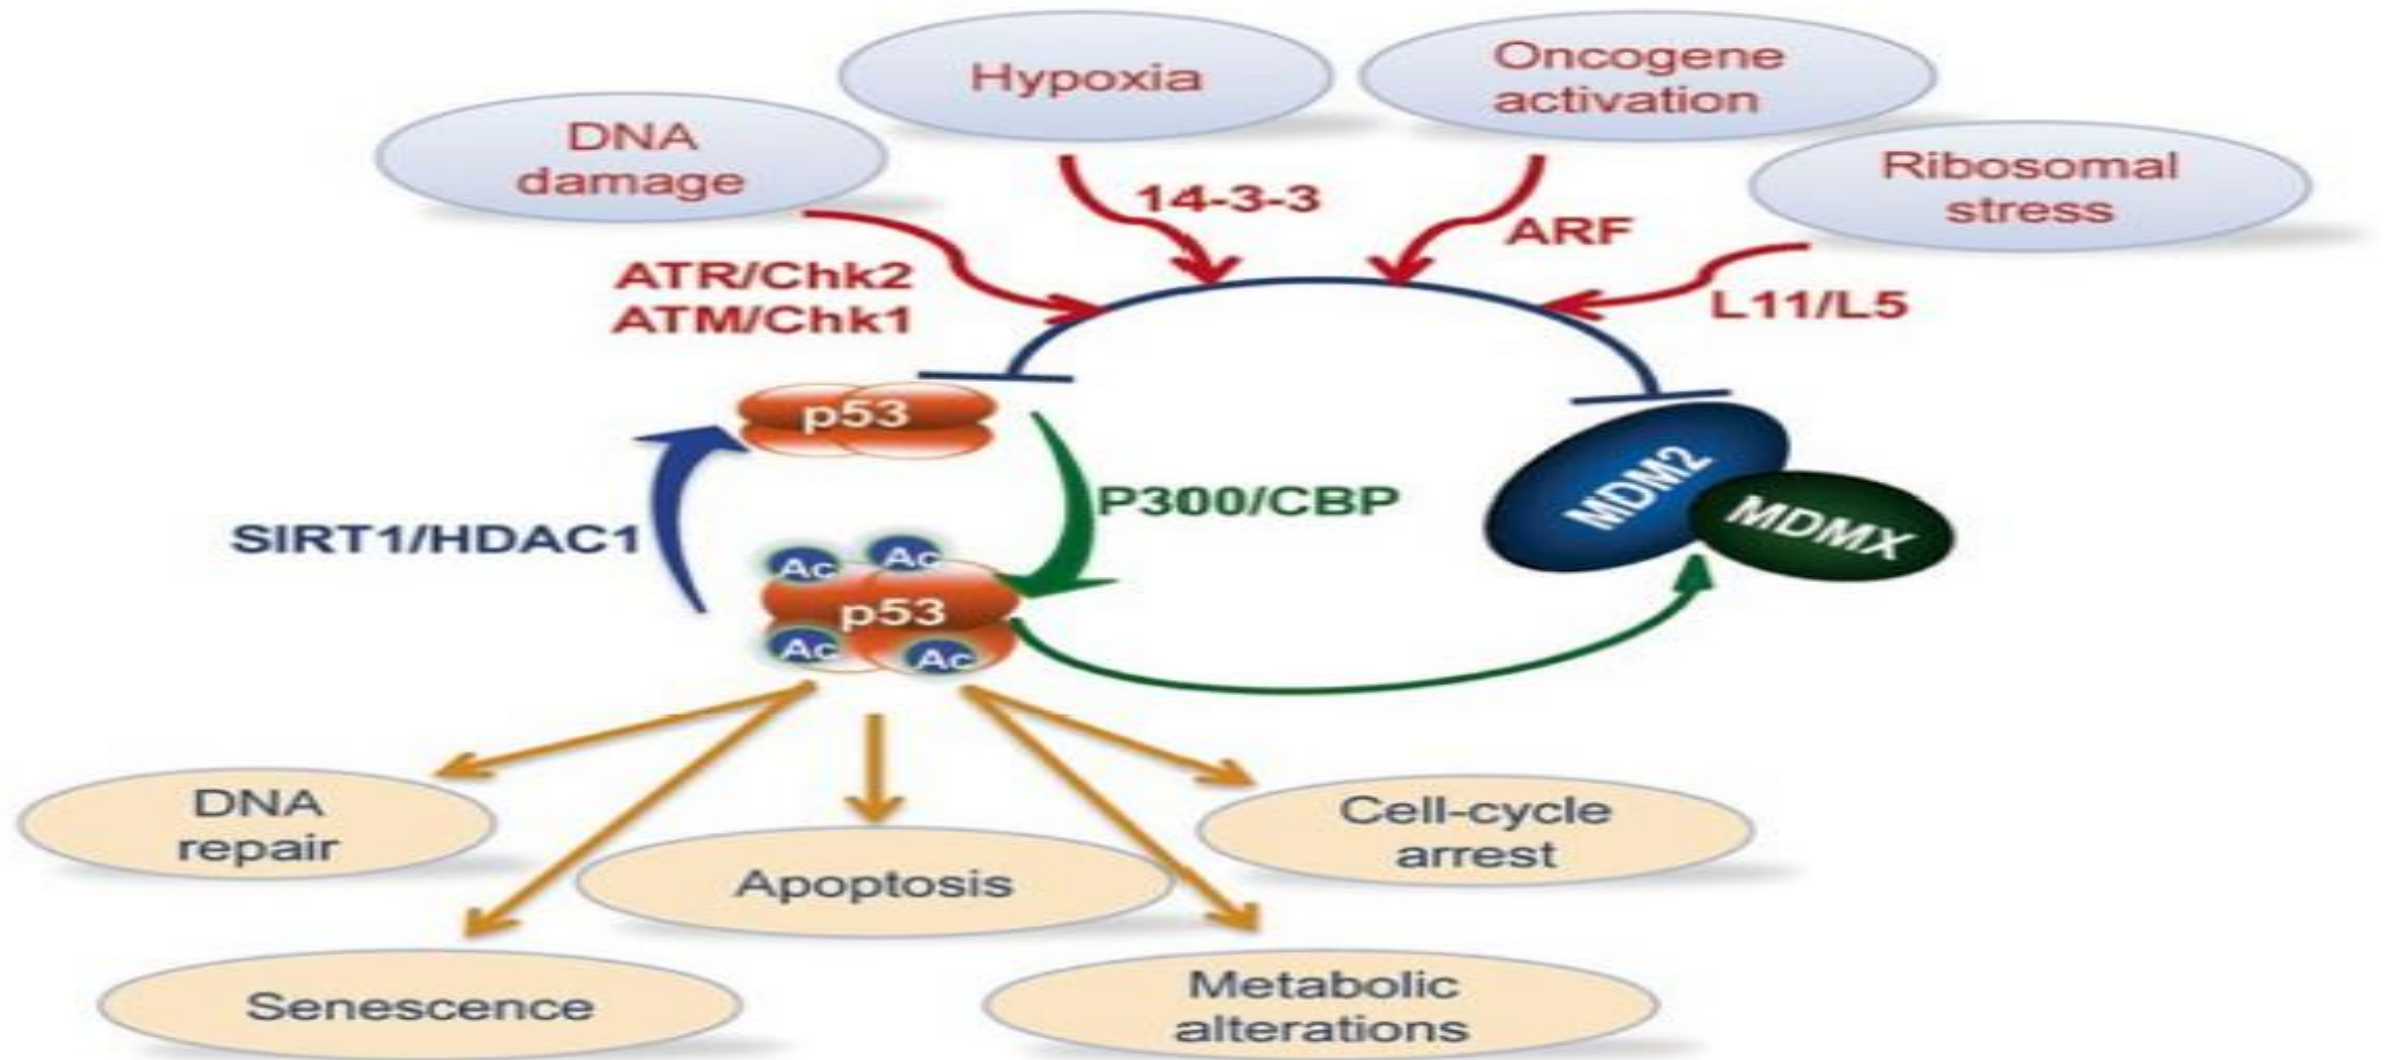 Hypoxia
Oncogene
activation
DNA
damage
Ribosomal
stress
14-3-3
ARF
ATR/Chk2
ATM/Chk1
L11/L5
p53
MDM2
MDMX
P300/CBP
SIRT1/HDAC1
Ac
Ac
p53
Ac
Ac
DNA
repair
Cell-cycle
arrest
Apoptosis
Senescence
Metabolic
alterations